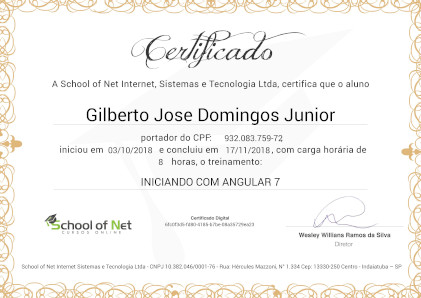 Certificado
A School of Net Internet, Sistemas e Tecnologia Ltda, certifica que o aluno
Gilberto Jose Domingos Junior
portador do CPF: 932.083.759-72
iniciou em 03/10/2018 e concluiu em 17/11/2018, com carga horária de
8 horas, o treinamento:
INICIANDO COM ANGULAR 7
School of Net
CURSOS ONLINE
Certificado Digital
Wesley Willians Ramos da Silva
Diretor
School of Net Internet Sistemas e Tecnologia Ltda - CNPJ 10.382.046/0001-76 - Rua: Hércules Mazzoni, N° 1.334 Cep: 13330-250 Centro - Indaiatuba – SP